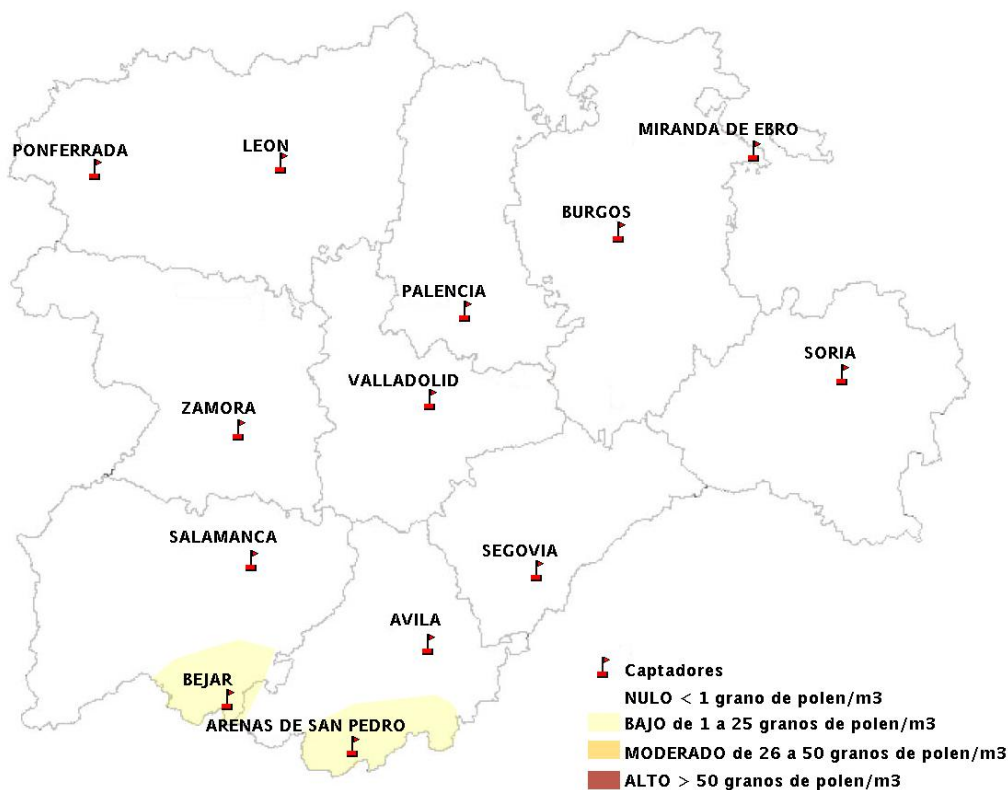 MIRANDA DE EBRO
PONFERRADA
LEON
BURGOS
PALENCIA
SORIA
VALLADOLID
ZAMORA
SALAMANCA
SEGOVIA
AVILA
BEJAR
ARENAS DE SAN PEDRO
Captadores
NULO < 1 grano de polen/m3
BAJO de 1 a 25 granos de polen/m3
MODERADO de 26 a 50 granos de polen/m3
ALTO > 50 granos de polen/m3